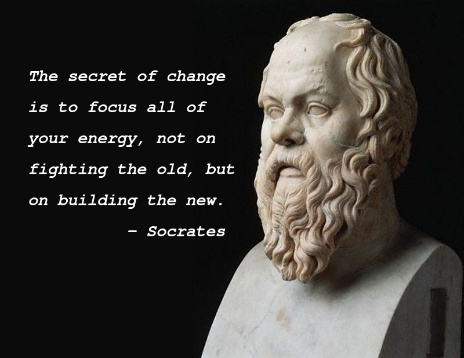 The secret of change
is to focus all of
your energy, not on
fighting the old, but
on building the new.
– Socrates